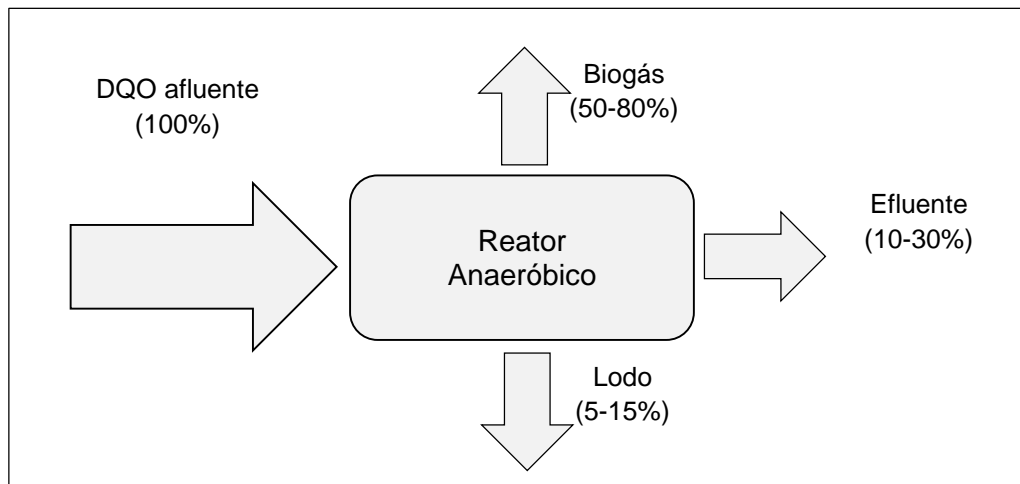 DQO afluente
(100%)
Biogás
(50-80%)
Reator
Anaeróbico
Efluente
(10-30%)
Lodo
(5-15%)